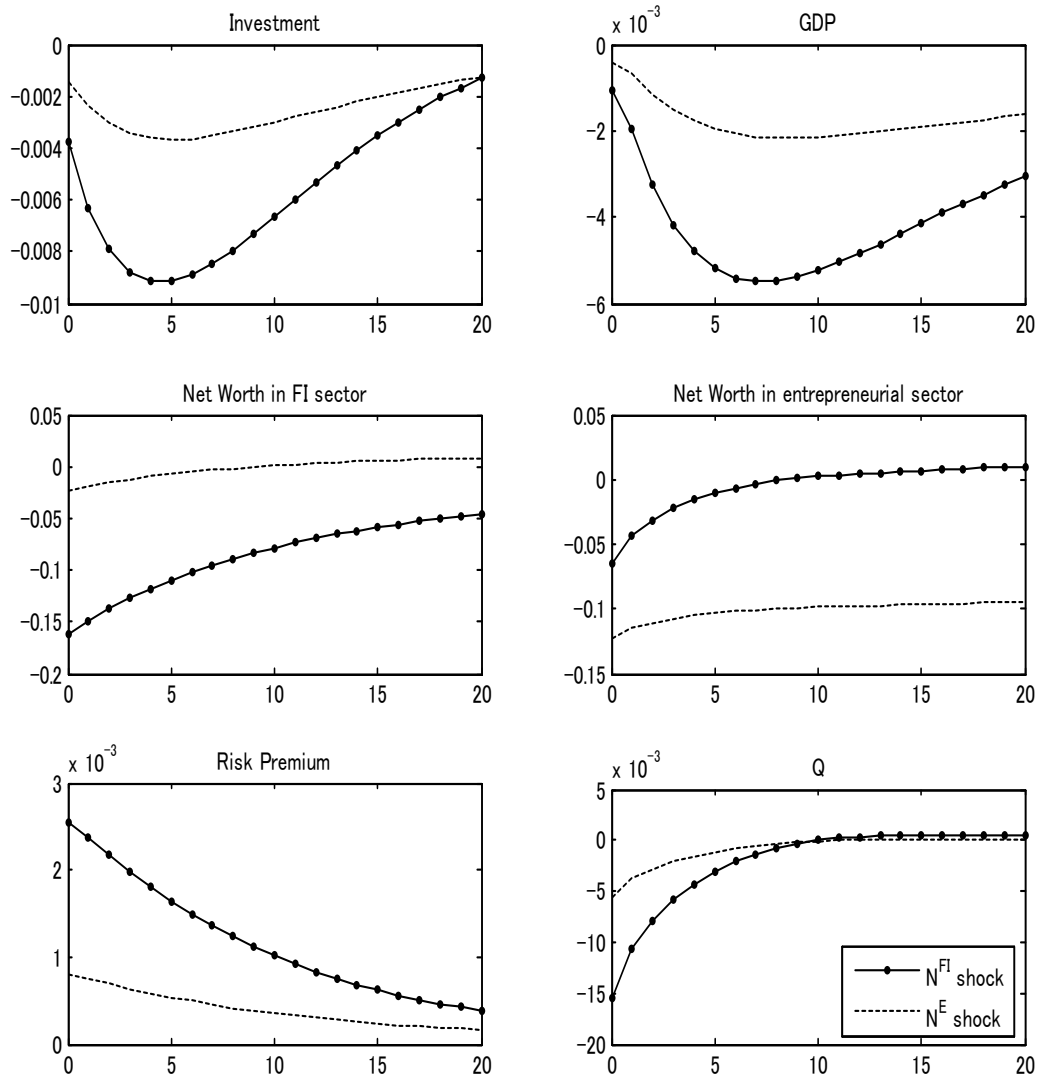 Investment
0
−0.002
−0.004
−0.006
−0.008
−0.01
0 5 10 15 20
GDP
x 10⁻³
0
−2
−4
−6
0 5 10 15 20
Net Worth in FI sector
0.05
0
−0.05
−0.1
−0.15
−0.2
0 5 10 15 20
Net Worth in entrepreneurial sector
0.05
0
−0.05
−0.1
−0.15
0 5 10 15 20
Risk Premium
x 10⁻³
3
2
1
0
0 5 10 15 20
Q
x 10⁻³
5
0
−5
−10
−15
−20
0 5 10 15 20
N^FI shock
N^E shock